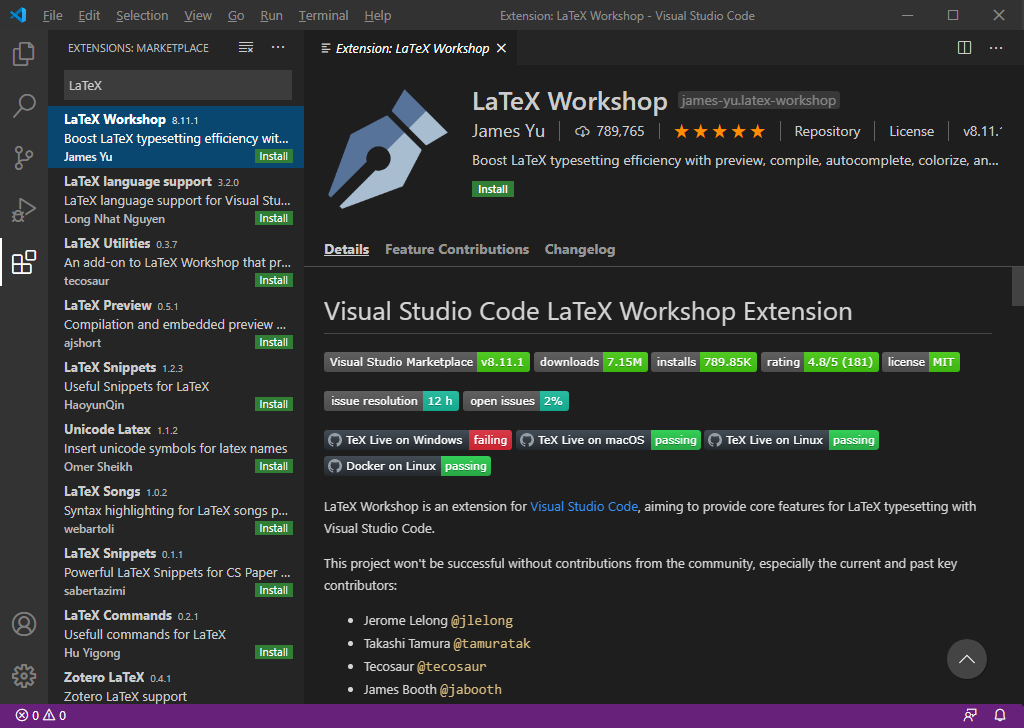 File Edit Selection View Go Run Terminal Help Extension: LaTeX Workshop - Visual Studio Code
EXTENSIONS: MARKETPLACE
LaTeX
LaTeX Workshop 8.11.1
Boost LaTeX typesetting efficiency wit...
James Yu Install
LaTeX language support 3.2.0
LaTeX language support for Visual Stu...
Long Nhat Nguyen Install
LaTeX Utilities 0.3.7
An add-on to LaTeX Workshop that pr...
tecosaur Install
LaTeX Preview 0.5.1
Compilation and embedded preview ...
ajshort Install
LaTeX Snippets 1.2.3
Useful Snippets for LaTeX
HaoyunQin Install
Unicode Latex 1.1.2
Insert unicode symbols for latex names
Omer Sheikh Install
LaTeX Songs 1.0.2
Syntax highlighting for LaTeX songs p...
webartoli Install
LaTeX Snippets 0.1.1
Powerful LaTeX Snippets for CS Paper ...
sabertazimi Install
LaTeX Commands 0.2.1
Usefull commands for LaTeX
Hu Yigong Install
Zotero LaTeX 0.4.1
Zotero LaTeX support
Extension: LaTeX Workshop
LaTeX Workshop james-yu.latex-workshop
James Yu 789,765 Repository License v8.11.1
Boost LaTeX typesetting efficiency with preview, compile, autocomplete, colorize, an...
Install
Details Feature Contributions Changelog
Visual Studio Code LaTeX Workshop Extension
Visual Studio Marketplace v8.11.1 downloads 7.15M installs 789.85K rating 4.8/5 (181) license MIT
issue resolution 12 h open issues 2%
TeX Live on Windows failing TeX Live on macOS passing TeX Live on Linux passing
Docker on Linux passing
LaTeX Workshop is an extension for Visual Studio Code, aiming to provide core features for LaTeX typesetting with
Visual Studio Code.
This project won't be successful without contributions from the community, especially the current and past key
contributors:
• Jerome Lelong @jlelong
• Takashi Tamura @tamuratak
• Tecosaur @tecosaur
• James Booth @jabooth
0 0